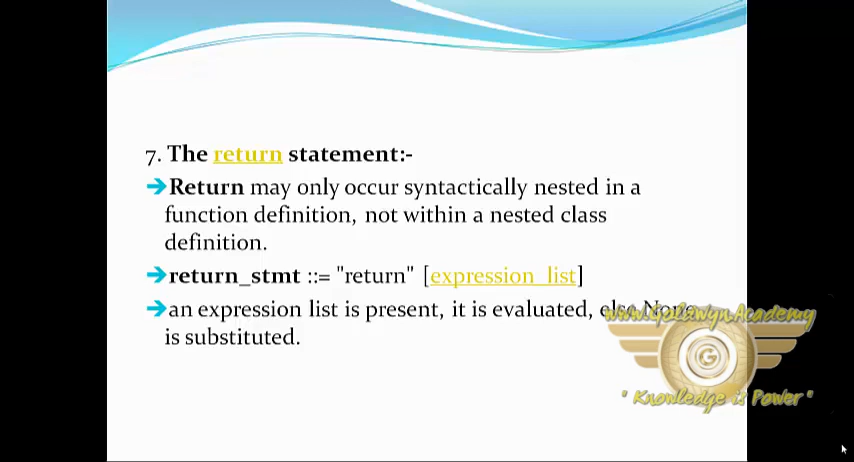 7. The return statement:-
Return may only occur syntactically nested in a
function definition, not within a nested class
definition.
return_stmt ::= "return" [expression_list]
an expression list is present, it is evaluated, else None
is substituted.
www.Golawyn.Academy
G
" Knowledge is Power "